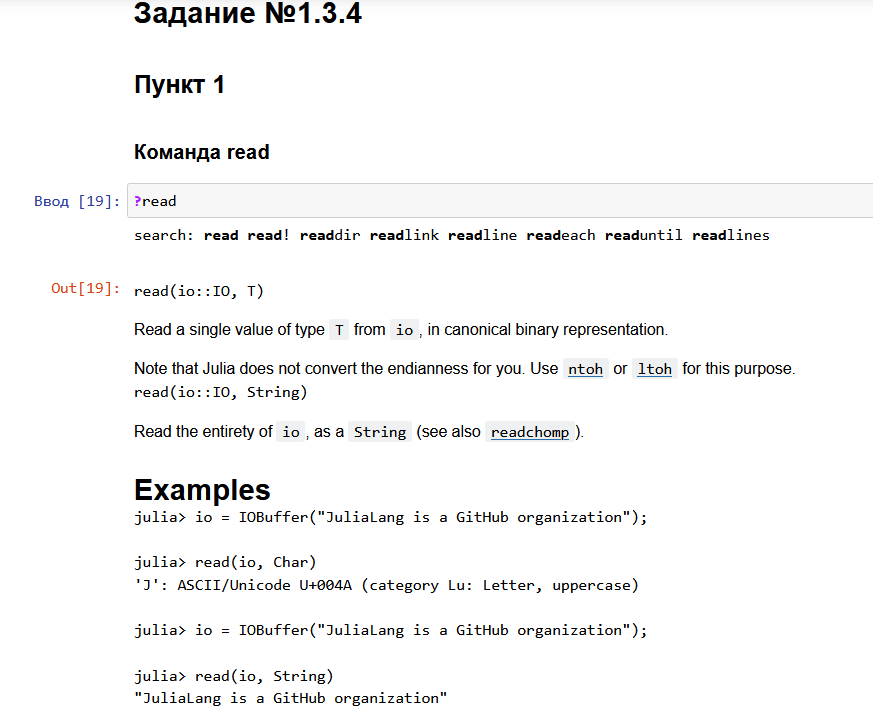 Задание №1.3.4
Пункт 1
Команда read
Ввод [19]: ?read
search: read read! readdir readlink readline readeach readuntil readlines
Out[19]: read(io::IO, T)
Read a single value of type T from io, in canonical binary representation.
Note that Julia does not convert the endianness for you. Use ntoh or ltoh for this purpose.
read(io::IO, String)
Read the entirety of io, as a String (see also readchomp).
Examples
julia> io = IOBuffer("JuliaLang is a GitHub organization");
julia> read(io, Char)
'J': ASCII/Unicode U+004A (category Lu: Letter, uppercase)
julia> io = IOBuffer("JuliaLang is a GitHub organization");
julia> read(io, String)
"JuliaLang is a GitHub organization"